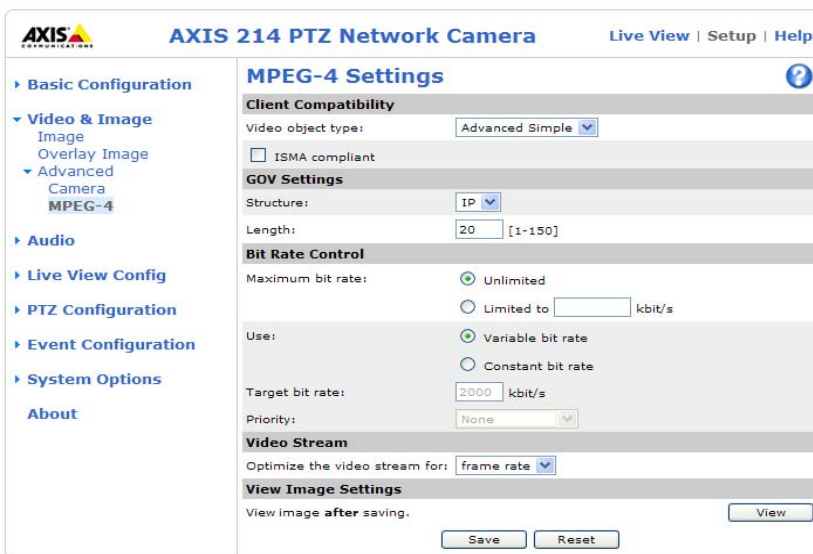 AXIS
COMMUNICATIONS
AXIS 214 PTZ Network Camera
Live View | Setup | Help
Basic Configuration
Video & Image
Image
Overlay Image
Advanced
Camera
MPEG-4
Audio
Live View Config
PTZ Configuration
Event Configuration
System Options
About
MPEG-4 Settings
?
Client Compatibility
Video object type: Advanced Simple
ISMA compliant
GOV Settings
Structure: IP
Length: 20 [1-150]
Bit Rate Control
Maximum bit rate: Unlimited
Limited to kbit/s
Use: Variable bit rate
Constant bit rate
Target bit rate: 2000 kbit/s
Priority: None
Video Stream
Optimize the video stream for: frame rate
View Image Settings
View image after saving. View
Save Reset